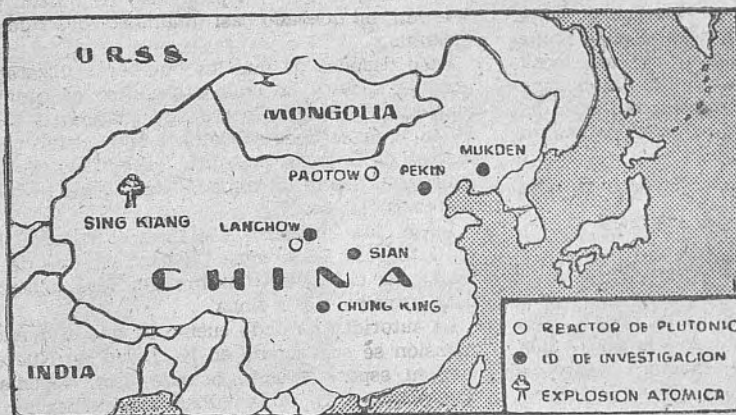 U.R.S.S.
MONGOLIA
MUKDEN
PAOTOW
PEKIN
SING KIANG
LANCHOW
SIAN
CHINA
CHUNG KING
INDIA
REACTOR DE PLUTONIO
ID DE INVESTIGACION
EXPLOSION ATOMICA